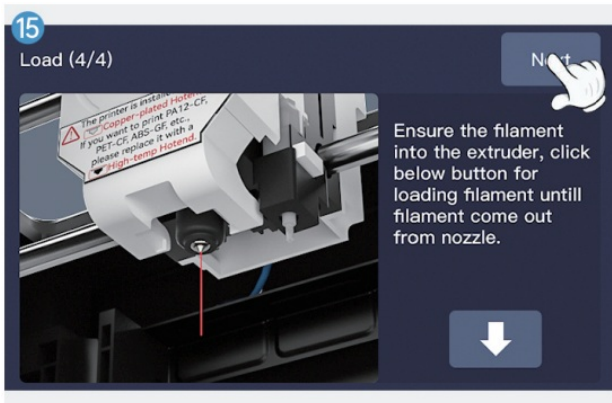 15
Load (4/4)
Next
The printer is install
Copper-plated Hotend.
If you want to print PA12-CF,
PET-CF, ABS-GF, etc.,
please replace it with a
High-temp Hotend.
Ensure the filament
into the extruder, click
below button for
loading filament untill
filament come out
from nozzle.